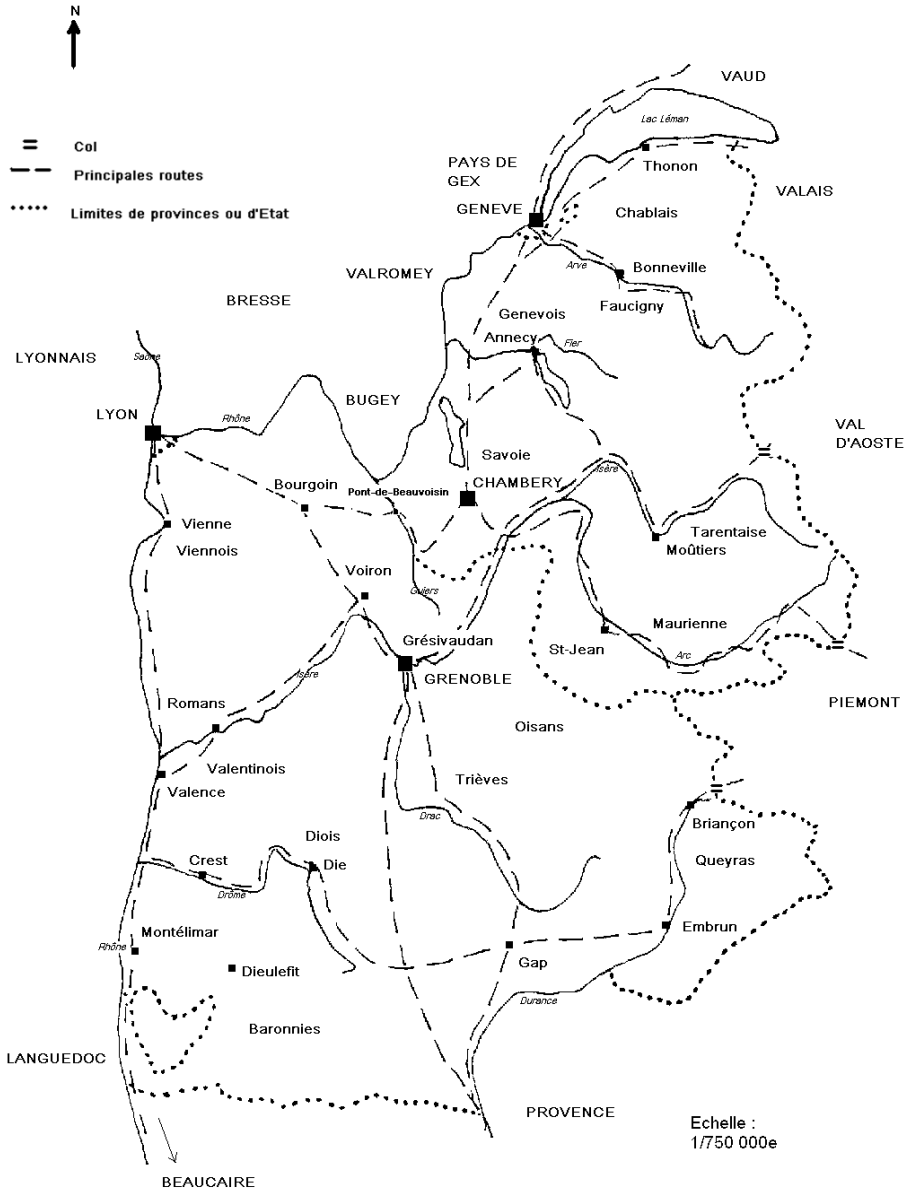 N
VAUD
Lac Léman
Col
Principales routes
PAYS DE
GEX
Thonon
VALAIS
Limites de provinces ou d'Etat
GENEVE
Chablais
Arve
Bonneville
VALROMEY
BRESSE
Faucigny
Genevois
Annecy
Fier
LYONNAIS
Saône
BUGEY
LYON
Rhône
VAL
D'AOSTE
Savoie
Isère
CHAMBERY
Bourgoin
Pont-de-Beauvoisin
Vienne
Viennois
Tarentaise
Moûtiers
Voiron
Guiers
Maurienne
Grésivaudan
St-Jean
Arc
GRENOBLE
Isère
PIEMONT
Romans
Oisans
Valentinois
Valence
Trièves
Drac
Briançon
Diois
Crest
Die
Queyras
Drôme
Embrun
Montélimar
Rhône
Gap
Dieulefit
Durance
Baronnies
LANGUEDOC
PROVENCE
Echelle :
1/750 000e
BEAUCAIRE